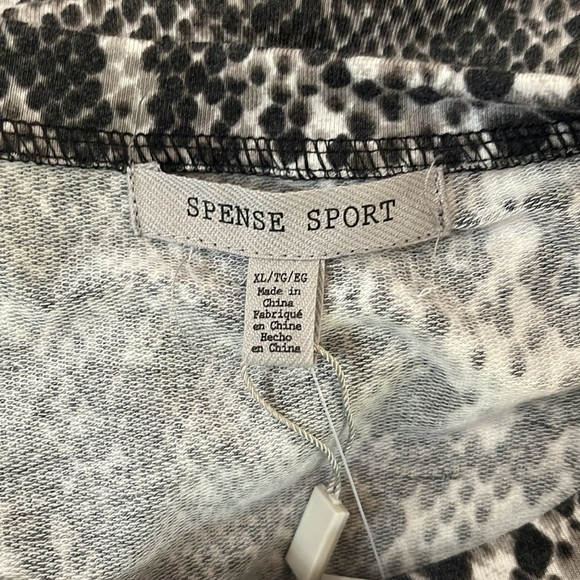 SPENSE SPORT
XL/TG/EG
Made in
China
Fabriqué
en Chine
Hecho
en China